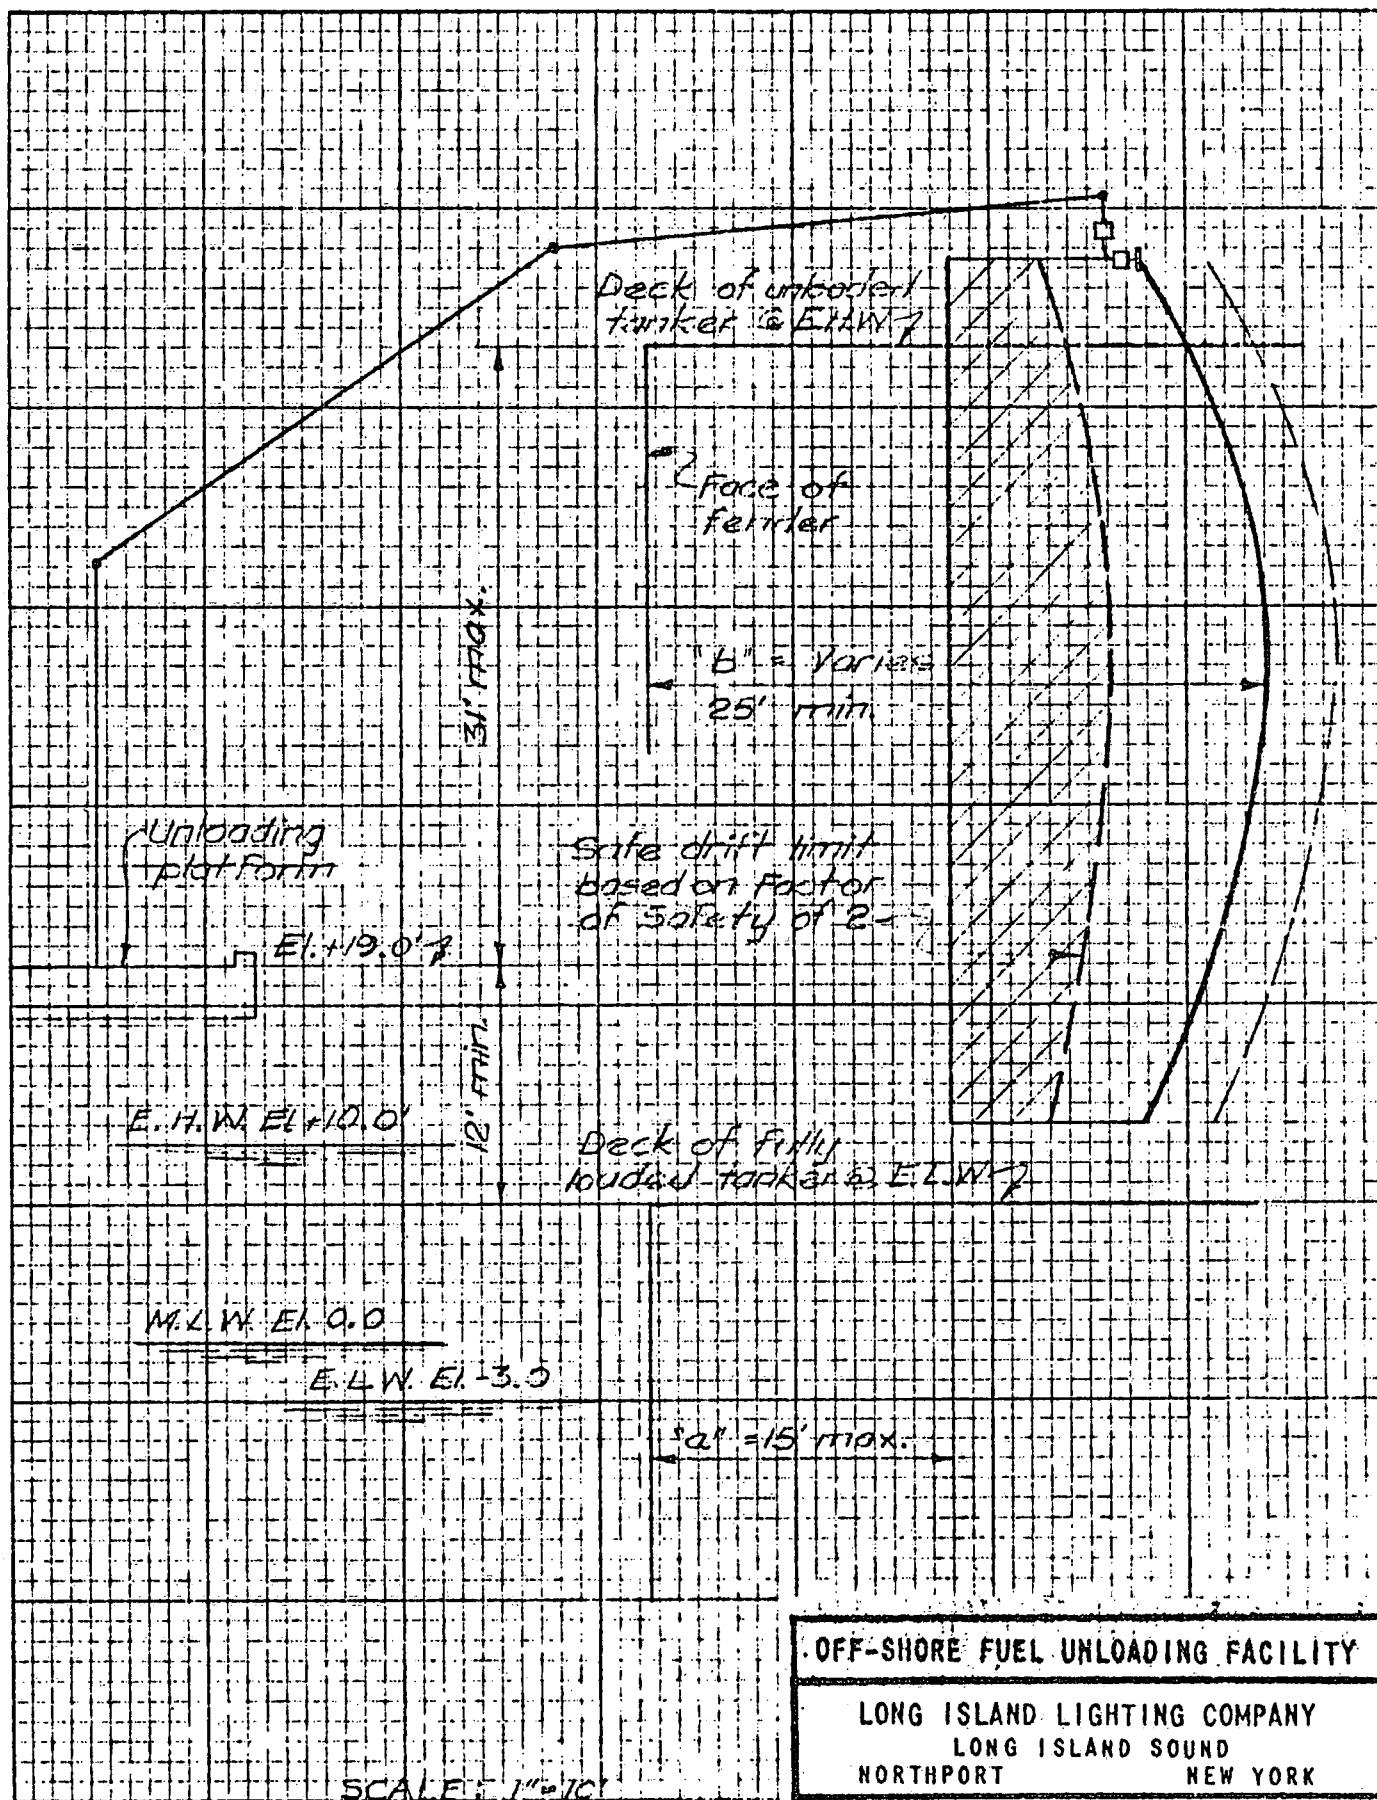 Deck of unloaded
tanker @ EHW
Face of
fender
31' max.
"b" = Varies
25' min.
Unloading
platform
Safe drift limit
based on Factor
of Safety of 2
El. +19.0'
12' min.
E. H. W. El +10.0'
Deck of fully
loaded tanker @ E.L.W.
M.L.W. El. 0.0
E.L.W. El. -3.0
"a" = 15' max.
OFF-SHORE FUEL UNLOADING FACILITY
LONG ISLAND LIGHTING COMPANY
LONG ISLAND SOUND
NORTHPORT NEW YORK
SCALE: 1" = 10'